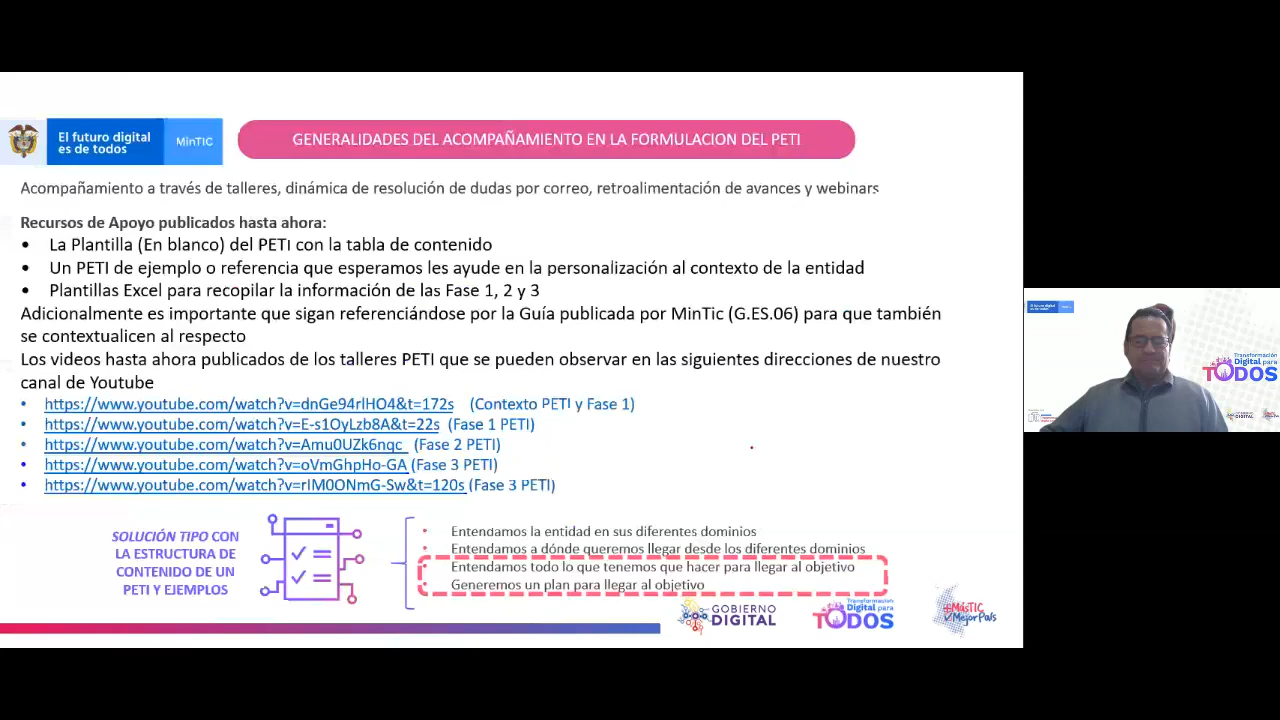 El futuro digital
es de todos
MinTIC
GENERALIDADES DEL ACOMPAÑAMIENTO EN LA FORMULACION DEL PETI
Acompañamiento a través de talleres, dinámica de resolución de dudas por correo, retroalimentación de avances y webinars
Recursos de Apoyo publicados hasta ahora:
• La Plantilla (En blanco) del PETI con la tabla de contenido
• Un PETI de ejemplo o referencia que esperamos les ayude en la personalización al contexto de la entidad
• Plantillas Excel para recopilar la información de las Fase 1, 2 y 3
Adicionalmente es importante que sigan referenciándose por la Guía publicada por MinTic (G.ES.06) para que también
se contextualicen al respecto
Los videos hasta ahora publicados de los talleres PETI que se pueden observar en las siguientes direcciones de nuestro
canal de Youtube
• https://www.youtube.com/watch?v=dnGe94rlHO4&t=172s (Contexto PETI y Fase 1)
• https://www.youtube.com/watch?v=E-s1OyLzb8A&t=22s (Fase 1 PETI)
• https://www.youtube.com/watch?v=Amu0UZk6nqc (Fase 2 PETI)
• https://www.youtube.com/watch?v=oVmGhpHo-GA (Fase 3 PETI)
• https://www.youtube.com/watch?v=rIM0ONmG-Sw&t=120s (Fase 3 PETI)
SOLUCIÓN TIPO CON
LA ESTRUCTURA DE
CONTENIDO DE UN
PETI Y EJEMPLOS
• Entendamos la entidad en sus diferentes dominios
• Entendamos a dónde queremos llegar desde los diferentes dominios
• Entendamos todo lo que tenemos que hacer para llegar al objetivo
• Generemos un plan para llegar al objetivo
GOBIERNO
DIGITAL
Transformación
Digital para
TODOS
+MásTIC
MejorPaís
El futuro digital
es de todos
Transformación
Digital para
TODOS